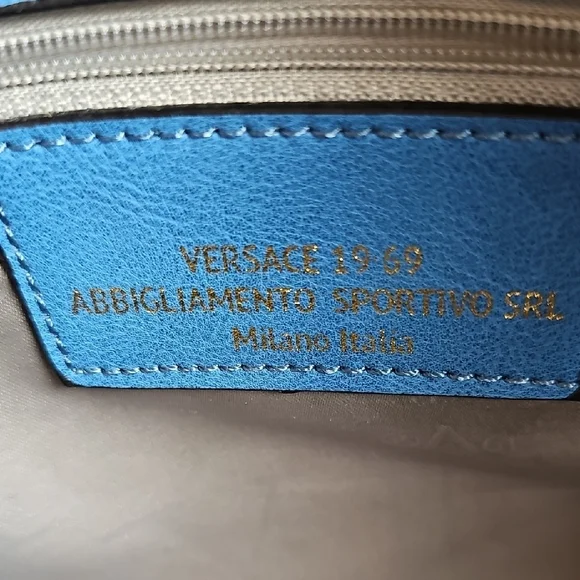 VERSACE 19•69
ABBIGLIAMENTO SPORTIVO SRL
Milano Italia